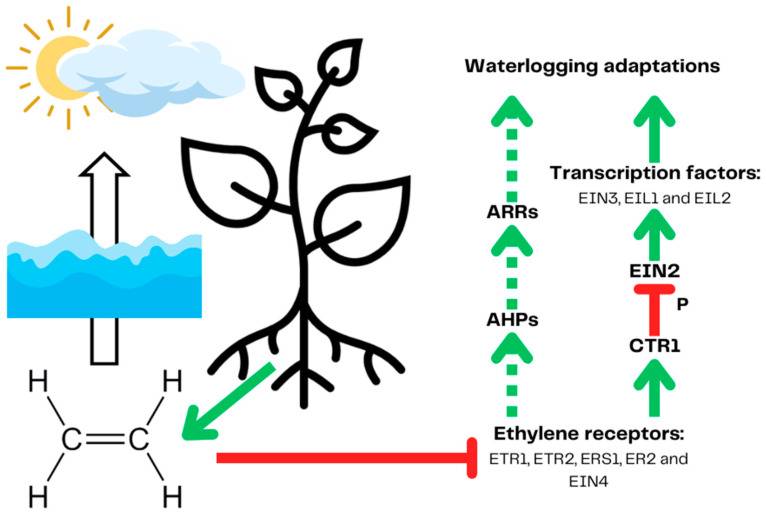 Waterlogging adaptations
Transcription factors:
EIN3, EIL1 and EIL2
ARRs
EIN2
P
AHPs
CTR1
H H
C C
H H
Ethylene receptors:
ETR1, ETR2, ERS1, ER2 and
EIN4